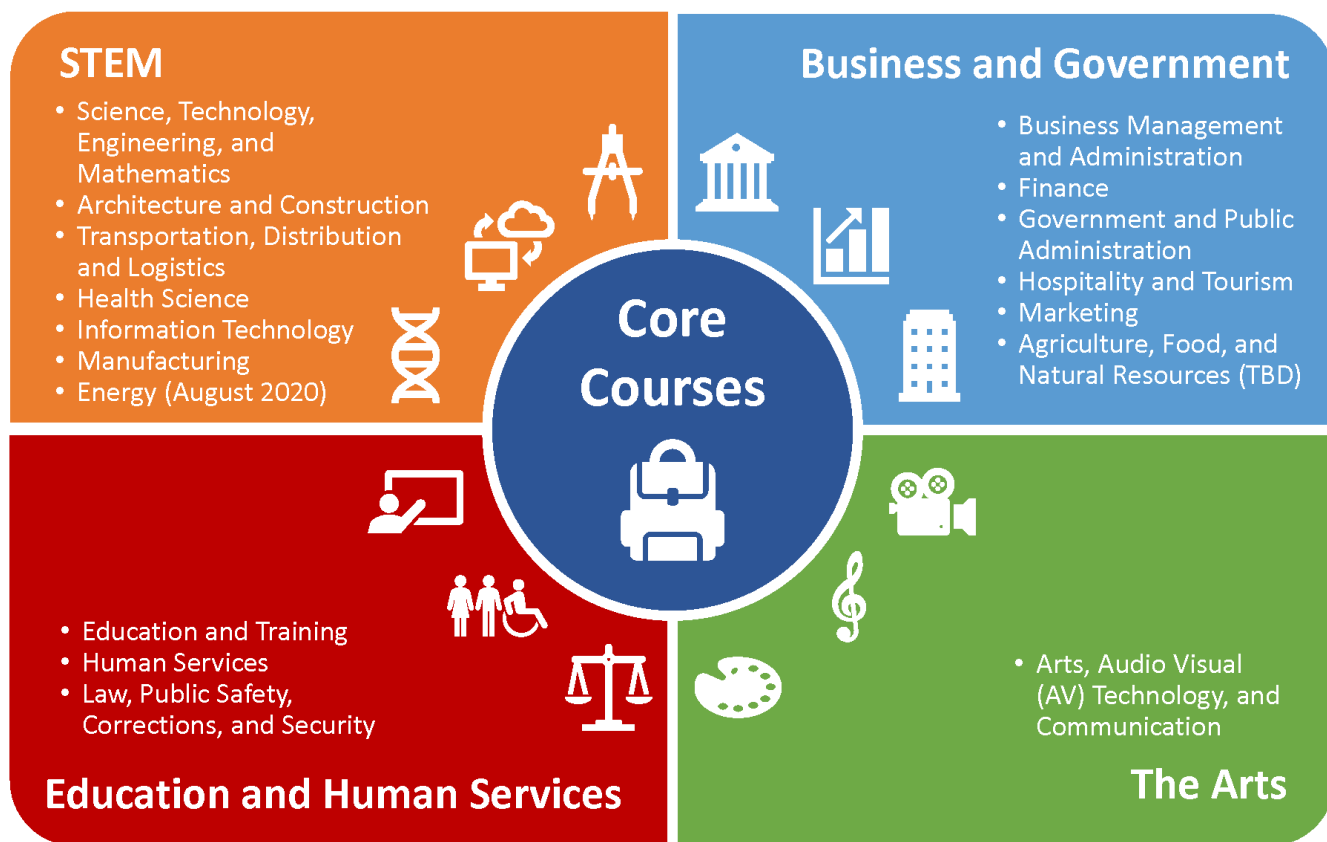 STEM
• Science, Technology,
Engineering, and
Mathematics
• Architecture and Construction
• Transportation, Distribution
and Logistics
• Health Science
• Information Technology
• Manufacturing
• Energy (August 2020)
Business and Government
• Business Management
and Administration
• Finance
• Government and Public
Administration
• Hospitality and Tourism
• Marketing
• Agriculture, Food, and
Natural Resources (TBD)
Core
Courses
• Education and Training
• Human Services
• Law, Public Safety,
Corrections, and Security
Education and Human Services
• Arts, Audio Visual
(AV) Technology, and
Communication
The Arts